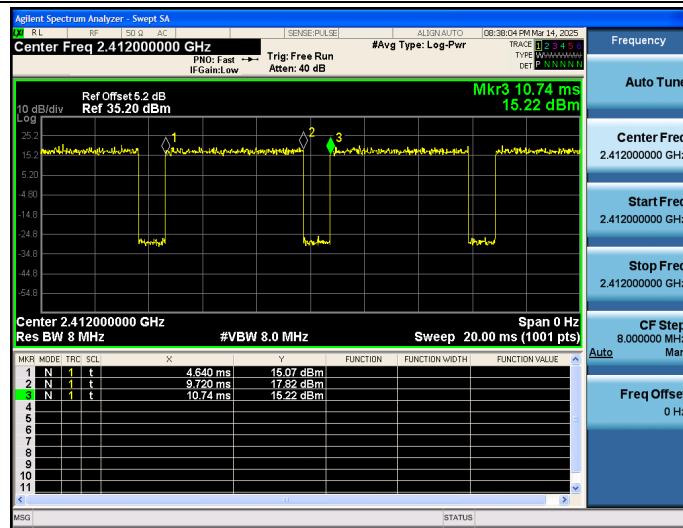 Agilent Spectrum Analyzer - Swept SA
LXI RL RF 50 Ω AC SENSE:PULSE ALIGNAUTO 08:38:04 PM Mar 14, 2025
Center Freq 2.412000000 GHz
#Avg Type: Log-Pwr
TRACE 1 2 3 4 5 6
PNO: Fast Trig: Free Run
TYPE WWWWWW
IFGain:Low Atten: 40 dB
DET P N N N N N
Frequency
Ref Offset 5.2 dB
Mkr3 10.74 ms
10 dB/div Ref 35.20 dBm
15.22 dBm
Log
25.2
15.2
5.20
-4.80
-14.8
-24.8
-34.8
-44.8
-54.8
1
2
3
Center 2.412000000 GHz Span 0 Hz
Res BW 8 MHz #VBW 8.0 MHz Sweep 20.00 ms (1001 pts)
MKR MODE TRC SCL X Y FUNCTION FUNCTION WIDTH FUNCTION VALUE
1 N 1 t 4.640 ms 15.07 dBm
2 N 1 t 9.720 ms 17.82 dBm
3 N 1 t 10.74 ms 15.22 dBm
4
5
6
7
8
9
10
11
MSG STATUS
Auto Tune
Center Freq
2.412000000 GHz
Start Freq
2.412000000 GHz
Stop Freq
2.412000000 GHz
CF Step
8.000000 MHz
Auto Man
Freq Offset
0 Hz